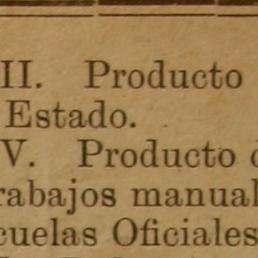 II. Producto
Estado.
V. Producto d
rabajos manual
cuelas Oficiales